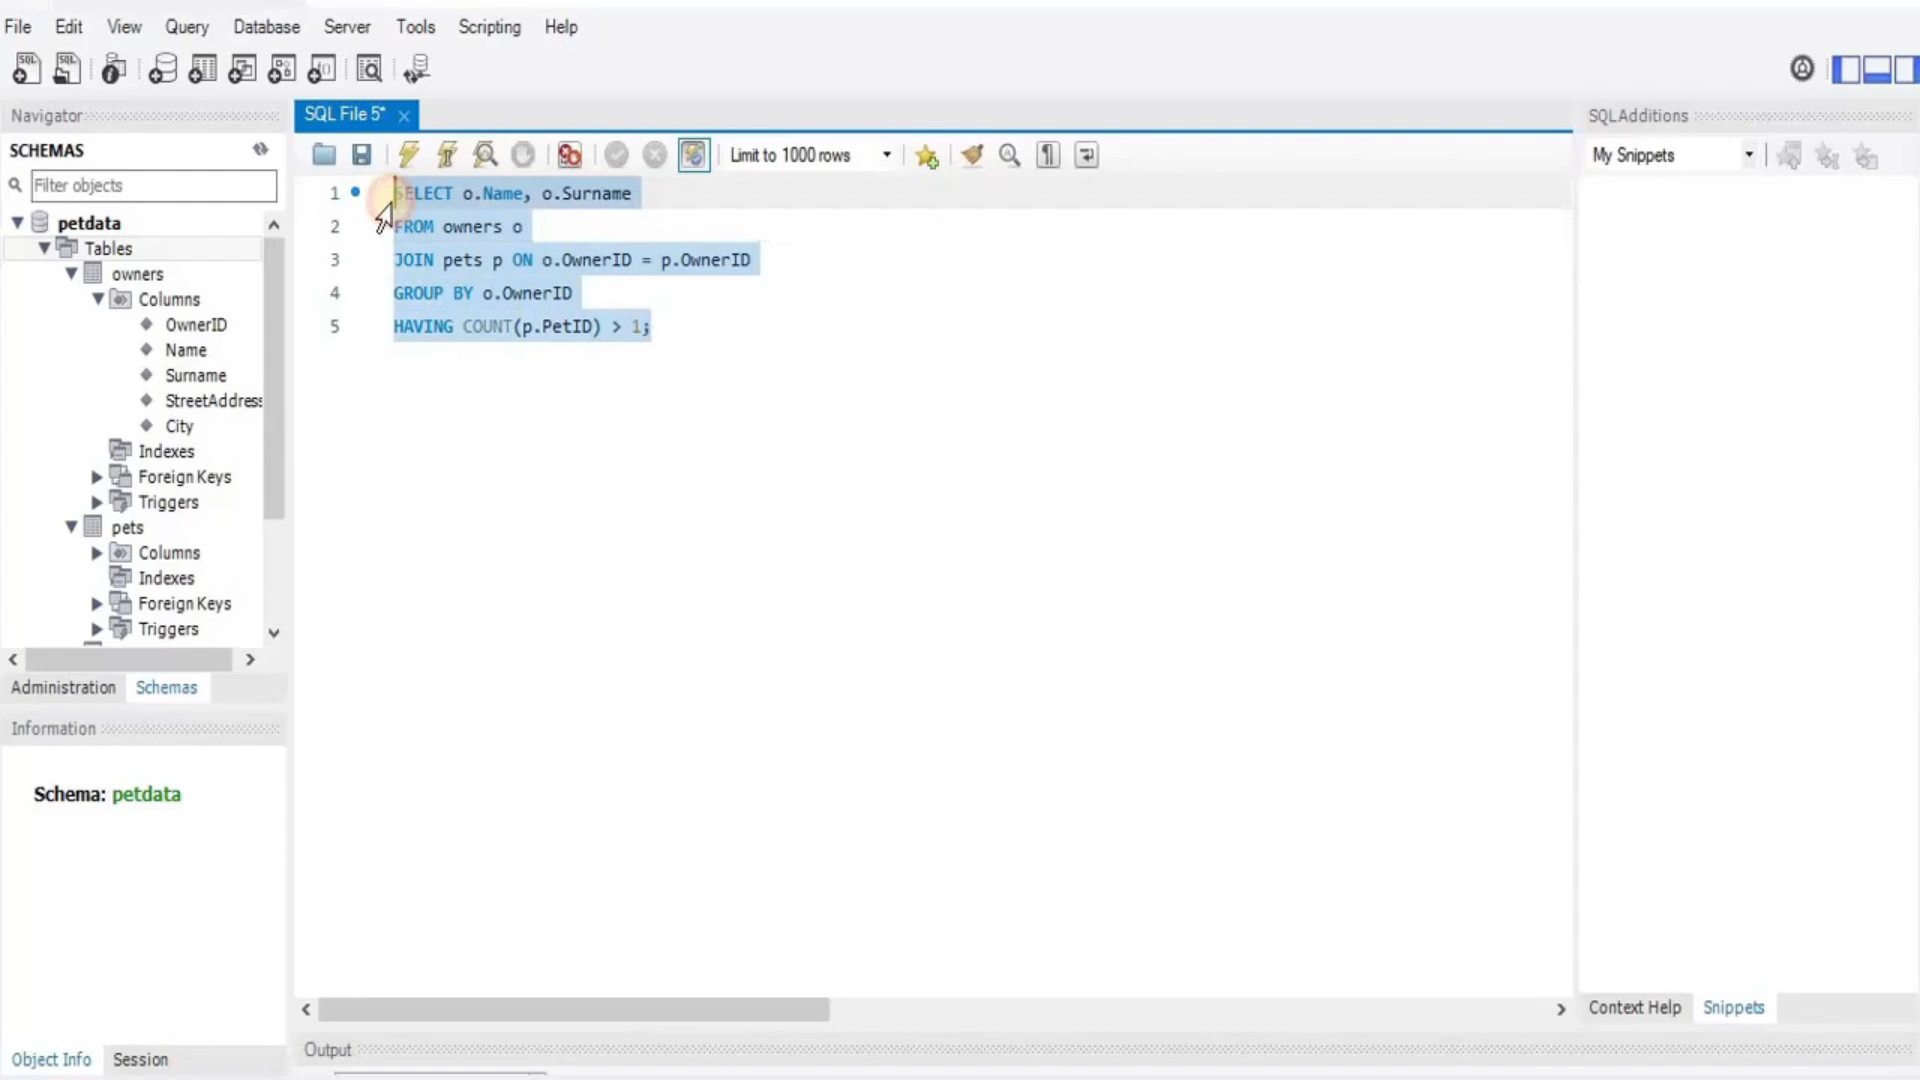 File Edit View Query Database Server Tools Scripting Help
Navigator
SCHEMAS
Filter objects
petdata
Tables
owners
Columns
OwnerID
Name
Surname
StreetAddress
City
Indexes
Foreign Keys
Triggers
pets
Columns
Indexes
Foreign Keys
Triggers
Administration Schemas
Information
Schema: petdata
Object Info Session
SQL File 5*
Limit to 1000 rows
1 SELECT o.Name, o.Surname
2 FROM owners o
3 JOIN pets p ON o.OwnerID = p.OwnerID
4 GROUP BY o.OwnerID
5 HAVING COUNT(p.PetID) > 1;
Output
SQLAdditions
My Snippets
Context Help Snippets